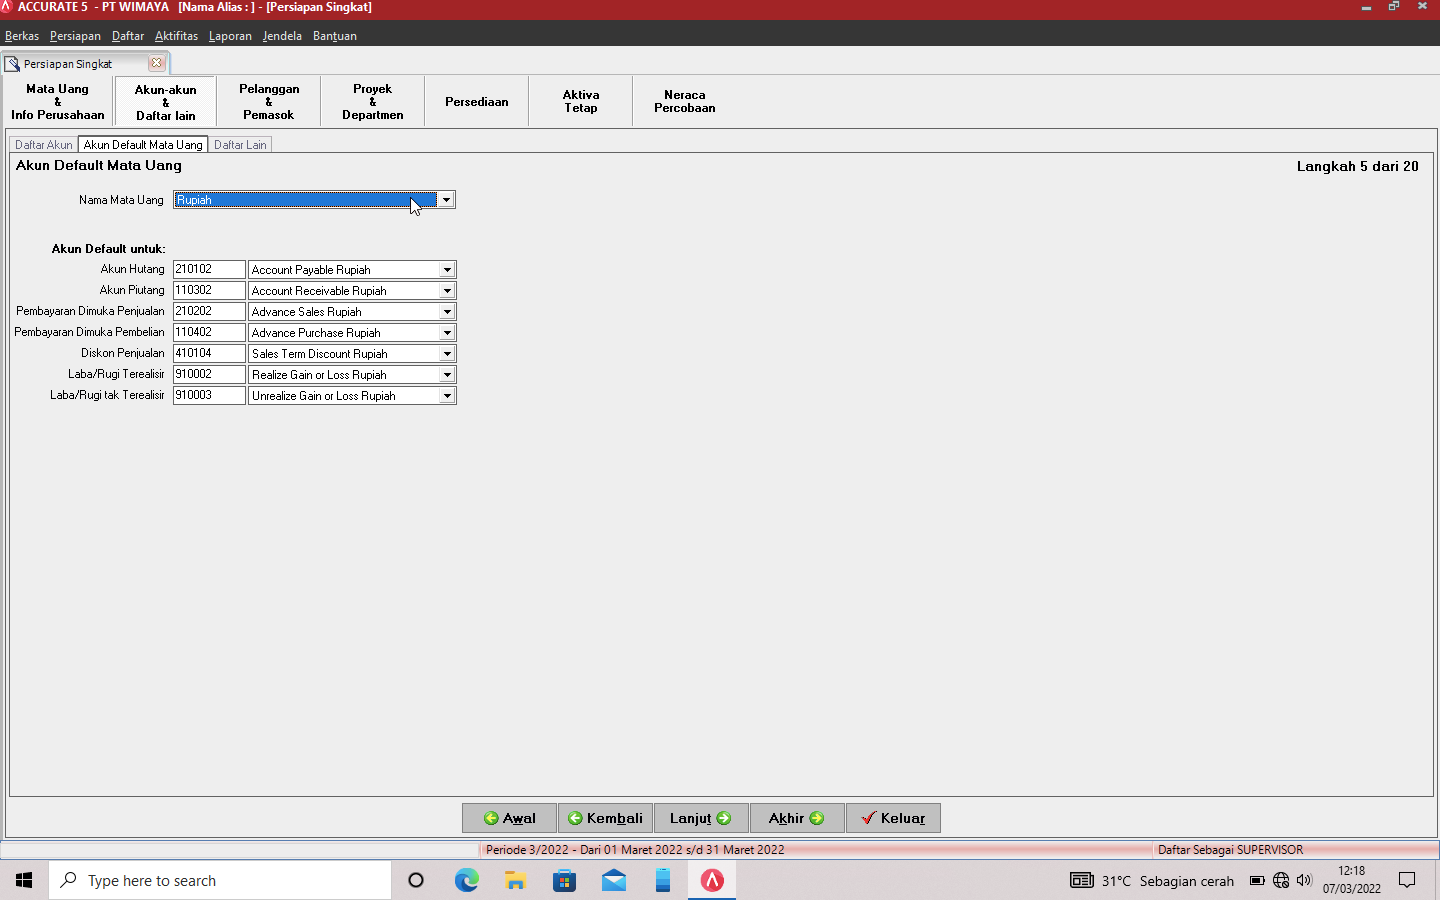 ACCURATE 5 - PT WIMAYA [Nama Alias : ] - [Persiapan Singkat]
Berkas Persiapan Daftar Aktifitas Laporan Jendela Bantuan
Persiapan Singkat
Mata Uang & Info Perusahaan
Akun-akun & Daftar lain
Pelanggan & Pemasok
Proyek & Departmen
Persediaan
Aktiva Tetap
Neraca Percobaan
Daftar Akun Akun Default Mata Uang Daftar Lain
Akun Default Mata Uang Langkah 5 dari 20
Nama Mata Uang Rupiah
Akun Default untuk:
Akun Hutang 210102 Account Payable Rupiah
Akun Piutang 110302 Account Receivable Rupiah
Pembayaran Dimuka Penjualan 210202 Advance Sales Rupiah
Pembayaran Dimuka Pembelian 110402 Advance Purchase Rupiah
Diskon Penjualan 410104 Sales Term Discount Rupiah
Laba/Rugi Terealisir 910002 Realize Gain or Loss Rupiah
Laba/Rugi tak Terealisir 910003 Unrealize Gain or Loss Rupiah
Awal Kembali Lanjut Akhir Keluar
Periode 3/2022 - Dari 01 Maret 2022 s/d 31 Maret 2022 Daftar Sebagai SUPERVISOR
Type here to search 31°C Sebagian cerah 12:18
07/03/2022